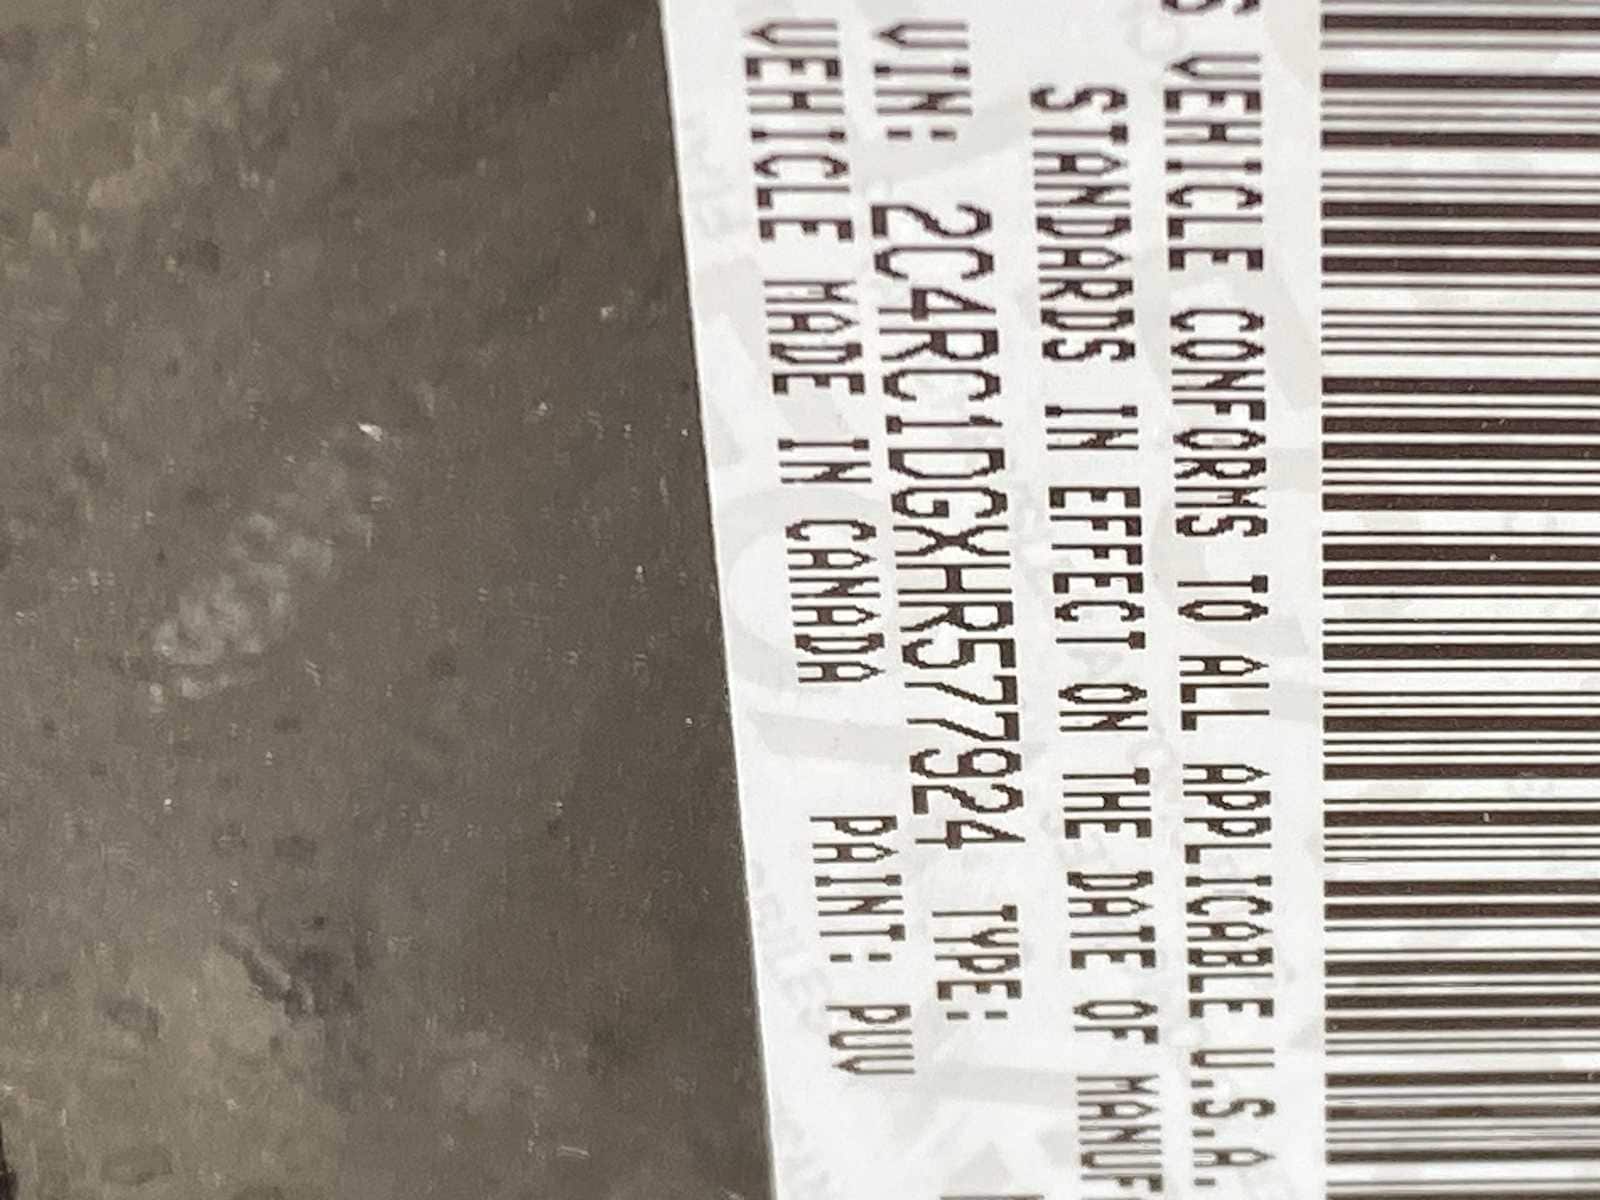 S VEHICLE CONFORMS TO ALL APPLICABLE U.S.A.
STANDARDS IN EFFECT ON THE DATE OF MANUF
VIN: 2C4RC1DGXHR577924 TYPE:
VEHICLE MADE IN CANADA PAINT: PUV